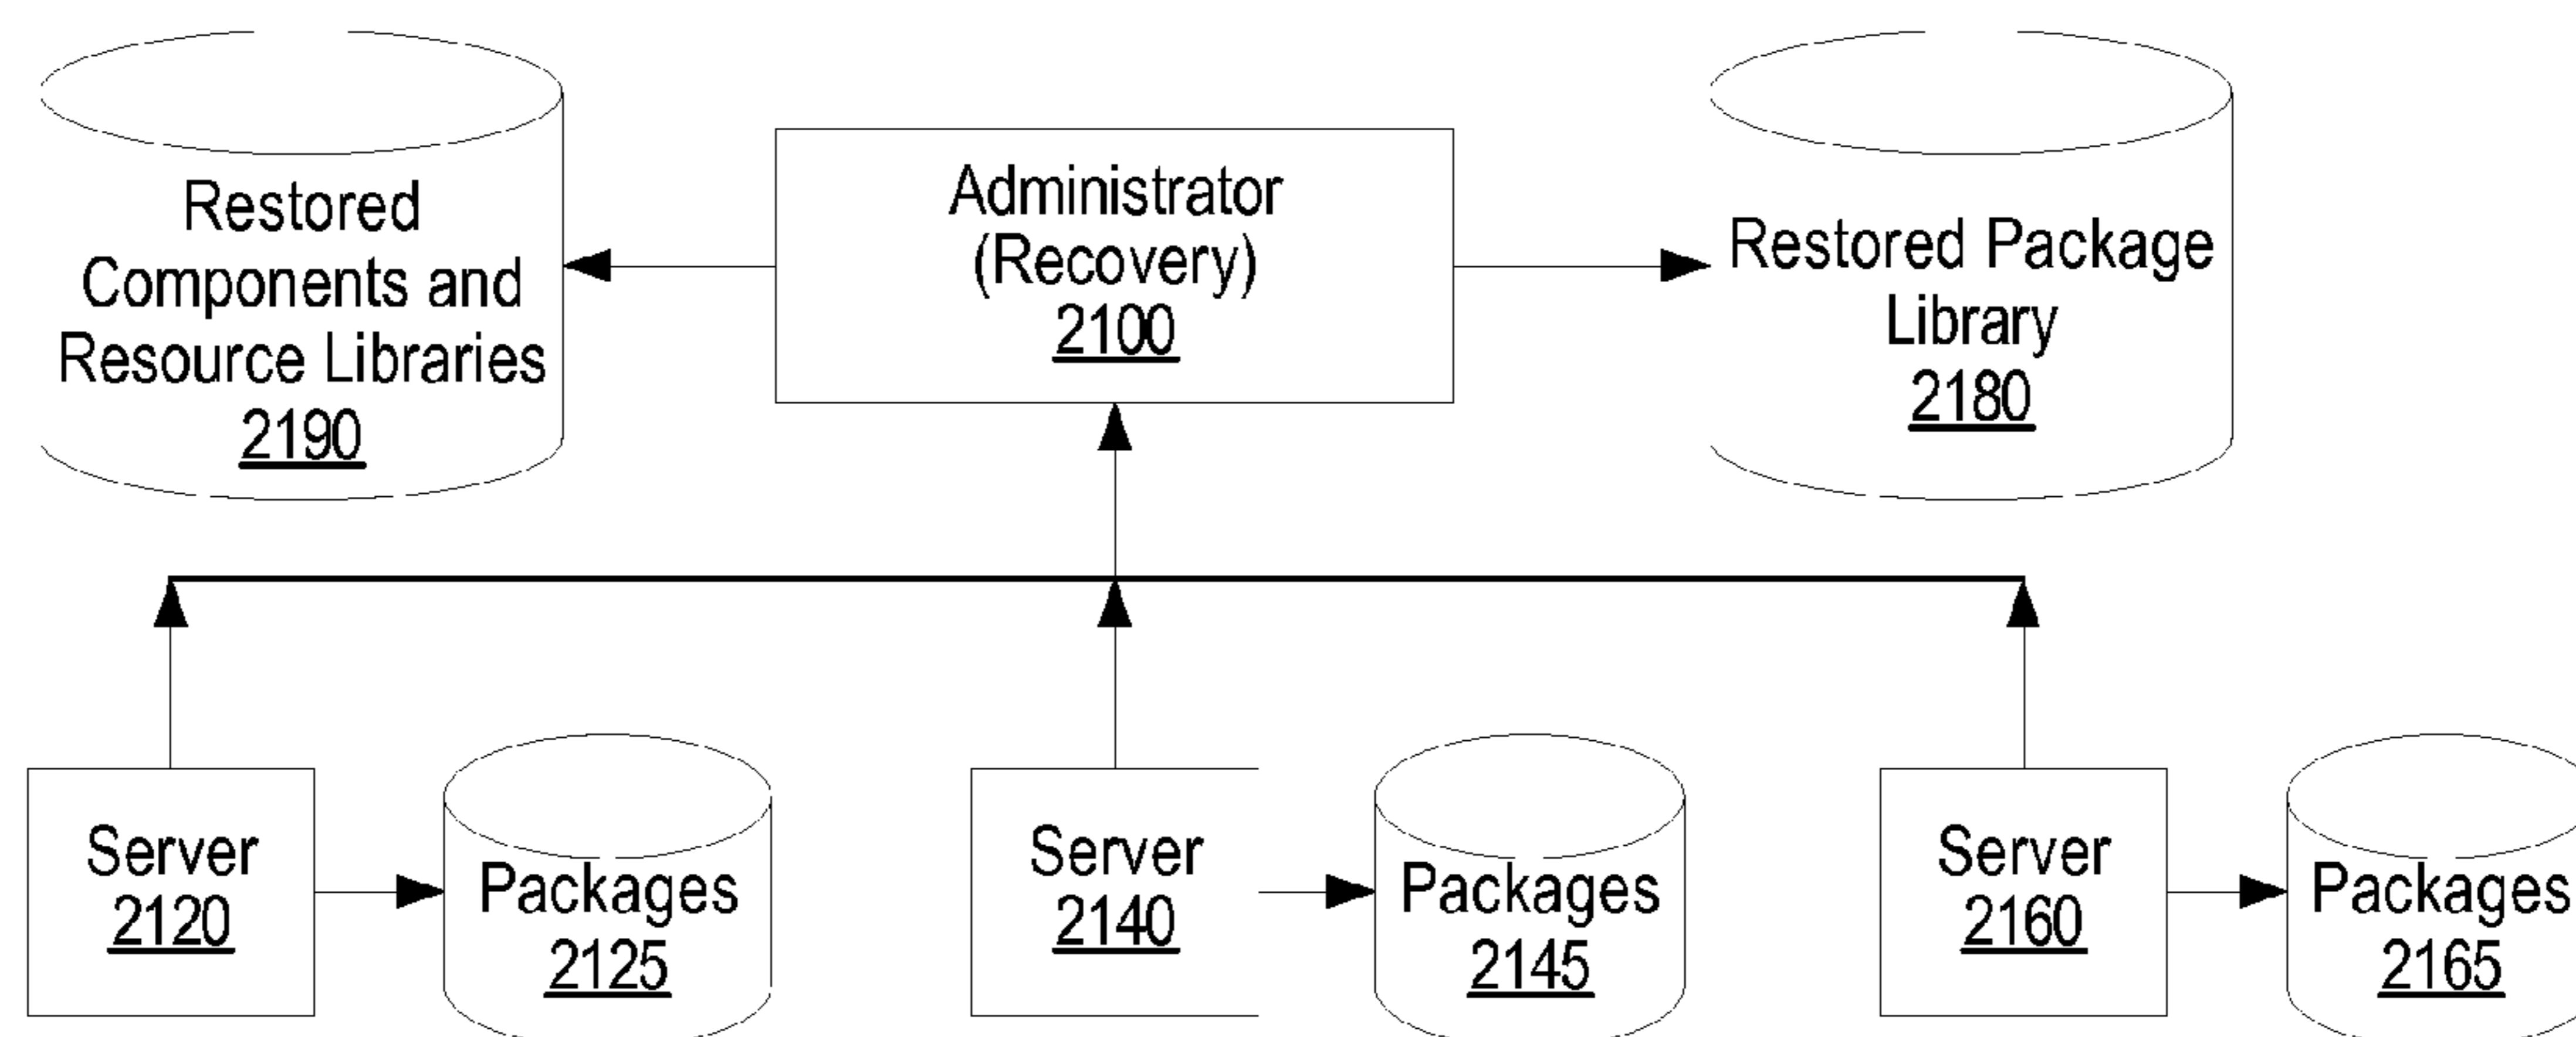 Restored
Components and
Resource Libraries
2190
Administrator
(Recovery)
2100
Restored Package
Library
2180
Server
2120
Packages
2125
Server
2140
Packages
2145
Server
2160
Packages
2165